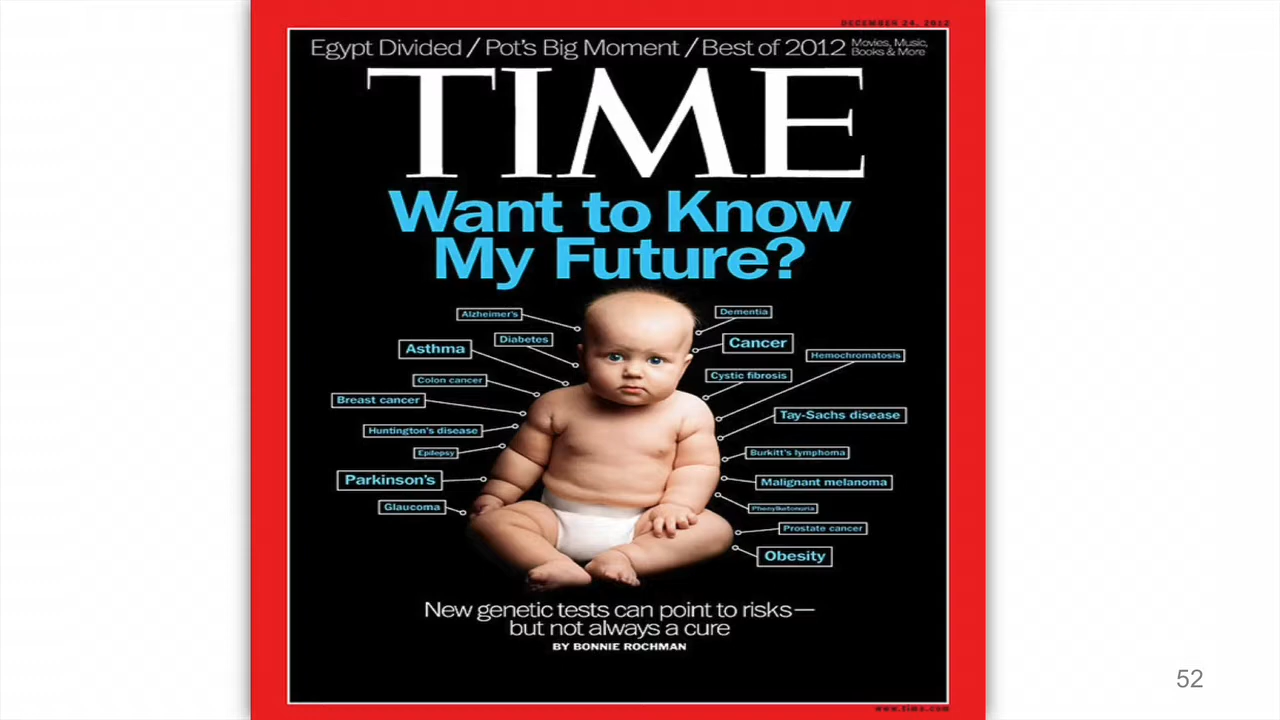 DECEMBER 24, 2012
Egypt Divided / Pot's Big Moment / Best of 2012 Movies, Music,
Books & More
TIME
Want to Know
My Future?
Alzheimer's
Dementia
Diabetes
Cancer
Asthma
Hemochromatosis
Colon cancer
Cystic fibrosis
Breast cancer
Tay-Sachs disease
Huntington's disease
Epilepsy
Burkitt's lymphoma
Parkinson's
Malignant melanoma
Glaucoma
Phenylketonuria
Prostate cancer
Obesity
New genetic tests can point to risks—
but not always a cure
BY BONNIE ROCHMAN
52
www.time.com